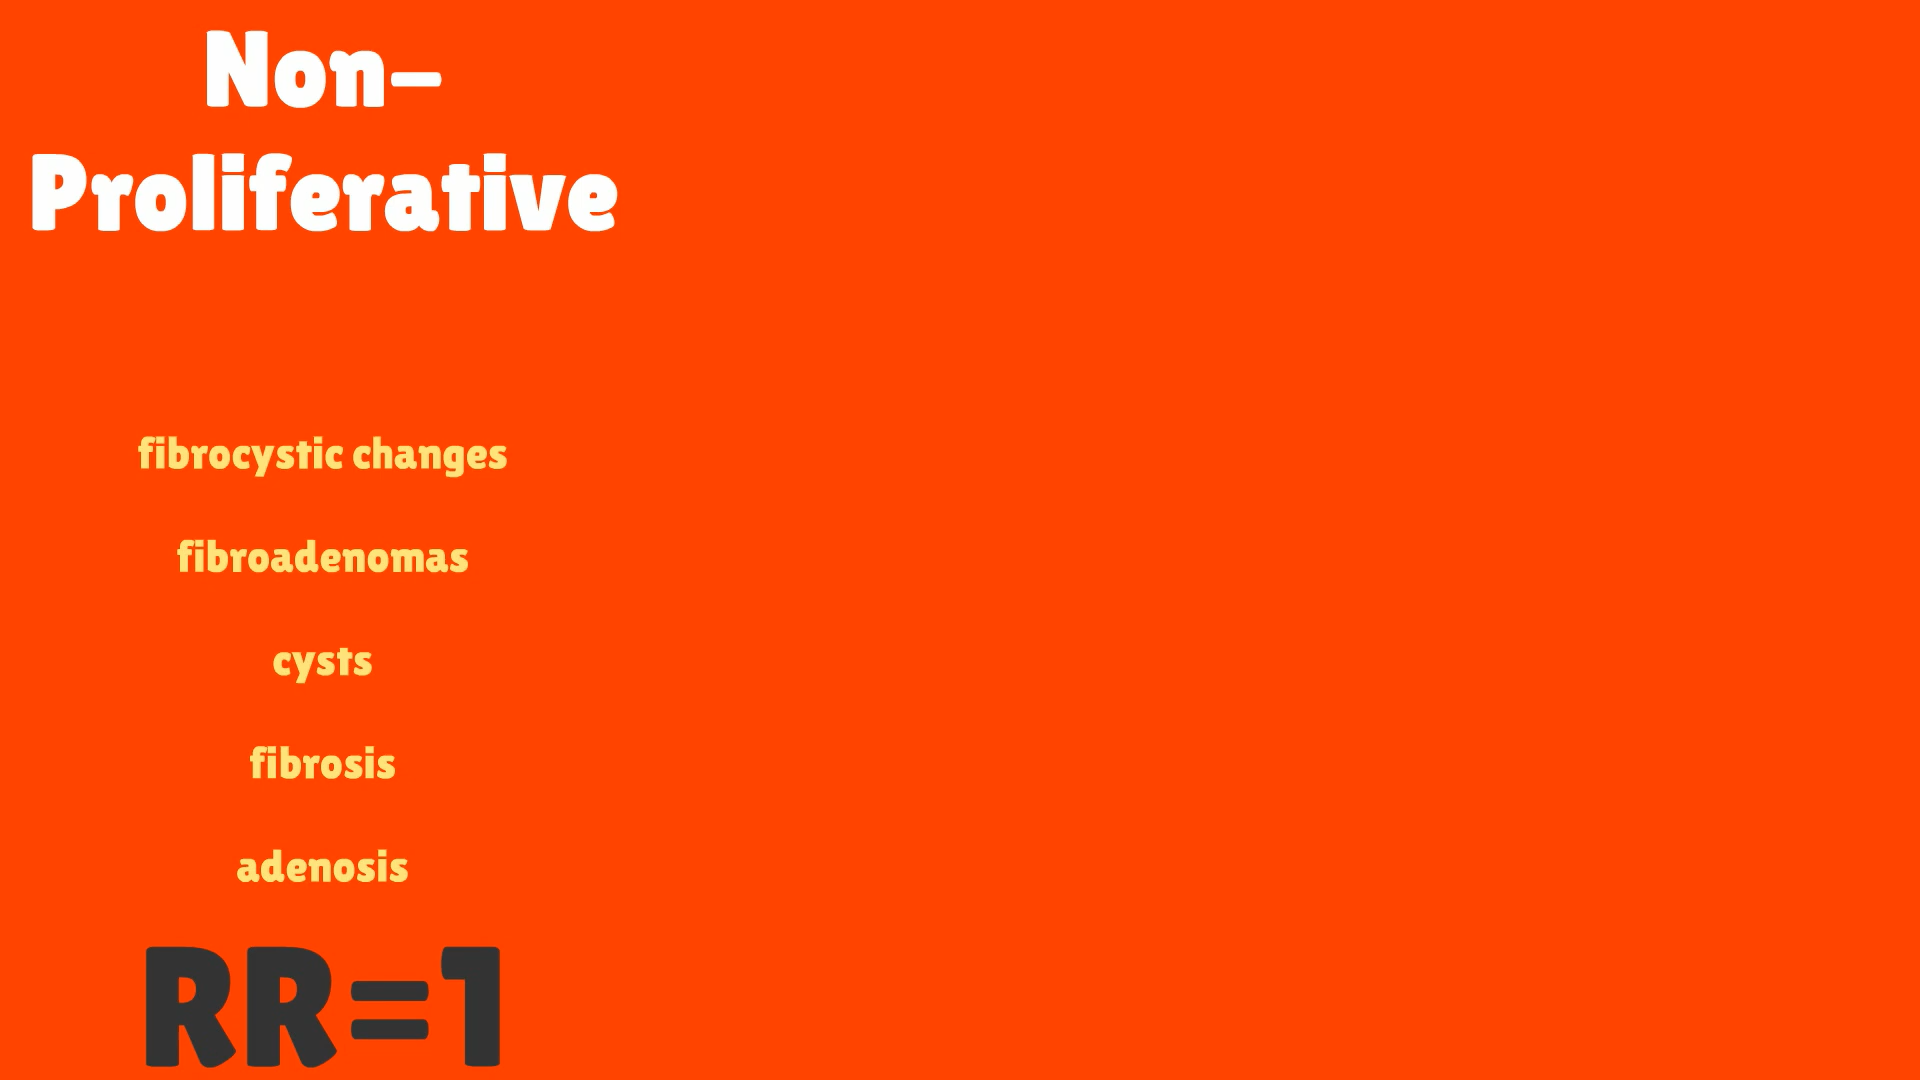 Non-
Proliferative
fibrocystic changes
fibroadenomas
cysts
fibrosis
adenosis
RR=1